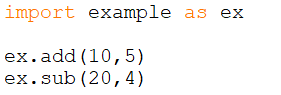 import example as ex
ex.add(10,5)
ex.sub(20,4)